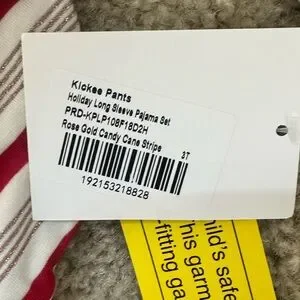 Kickee Pants
Holiday Long Sleeve Pajama Set
PRD-KPLP108F18D2H
Rose Gold Candy Cane Stripe 3T
192153218828
hild's safe
This garm
-fitting ga